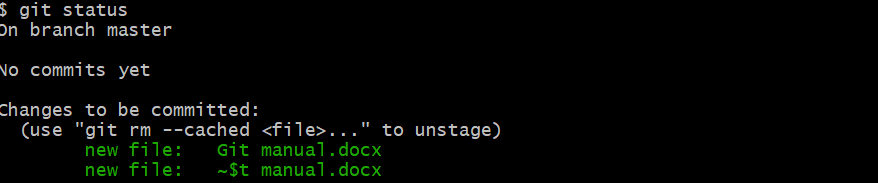 $ git status
On branch master
No commits yet
Changes to be committed:
(use "git rm --cached <file>..." to unstage)
new file: Git manual.docx
new file: ~$t manual.docx